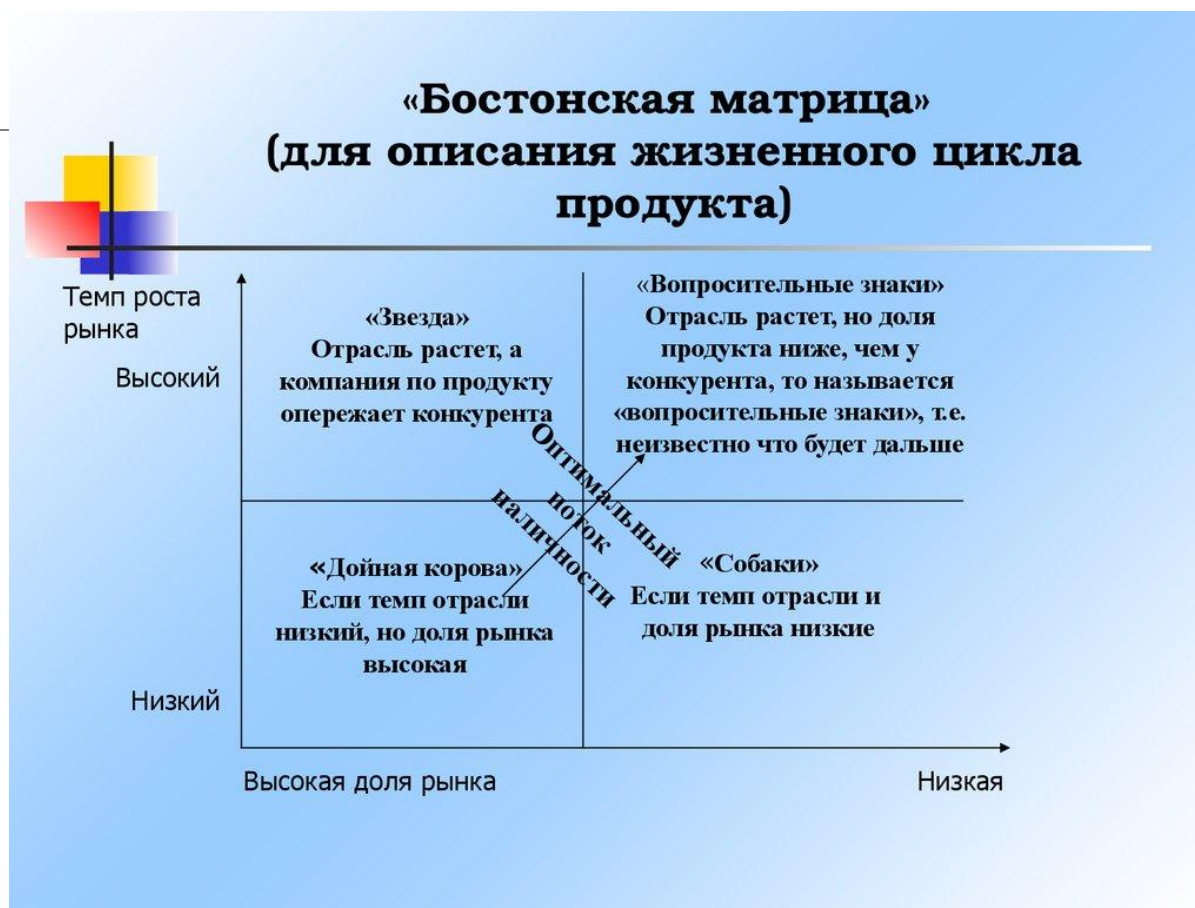 «Бостонская матрица»
(для описания жизненного цикла
продукта)
Темп роста
рынка
Высокий
«Звезда»
Отрасль растет, а
компания по продукту
опережает конкурента
«Вопросительные знаки»
Отрасль растет, но доля
продукта ниже, чем у
конкурента, то называется
«вопросительные знаки», т.е.
неизвестно что будет дальше
Оптимальный
поток
наличности
«Дойная корова»
Если темп отрасли
низкий, но доля рынка
высокая
«Собаки»
Если темп отрасли и
доля рынка низкие
Низкий
Высокая доля рынка
Низкая